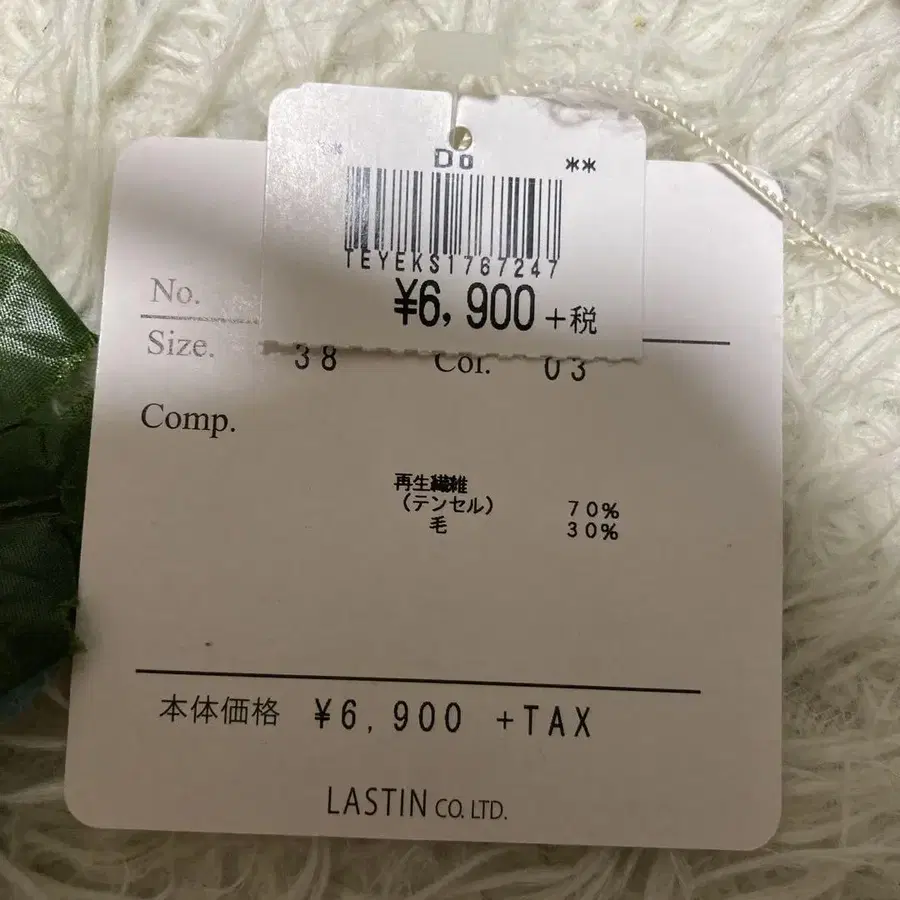 Do **
TEYEKS1767247
¥6,900+税
No.
Size. 38 Col. 03
Comp.
再生繊維
(テンセル) 70%
毛 30%
本体価格 ¥6,900 +TAX
LASTIN CO. LTD.